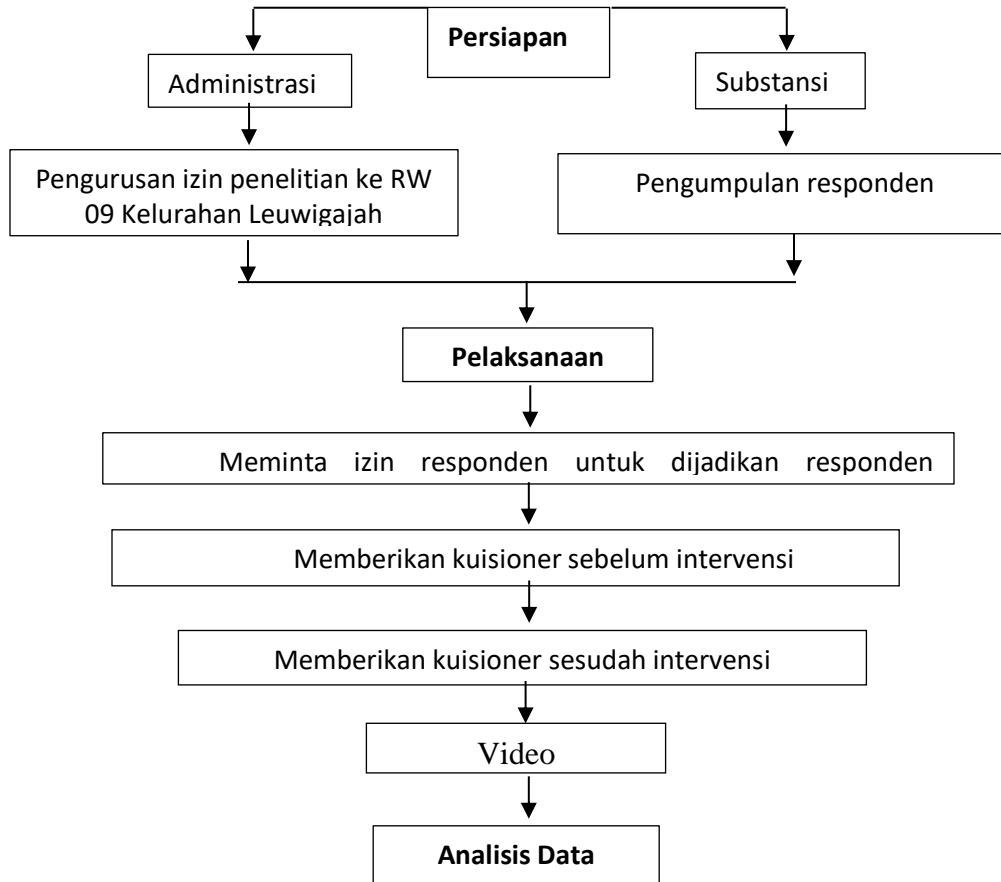 Persiapan
Administrasi
Substansi
Pengurusan izin penelitian ke RW
09 Kelurahan Leuwigajah
Pengumpulan responden
Pelaksanaan
Meminta izin responden untuk dijadikan responden
Memberikan kuisioner sebelum intervensi
Memberikan kuisioner sesudah intervensi
Video
Analisis Data